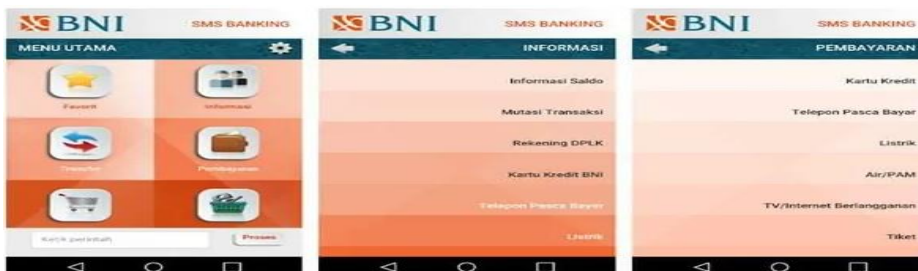 BNI SMS BANKING
MENU UTAMA
Favorit Informasi
Transfer Pembayaran
Ketik perintah Proses
BNI SMS BANKING
INFORMASI
Informasi Saldo
Mutasi Transaksi
Rekening DPLK
Kartu Kredit BNI
Telepon Pasca Bayar
Listrik
BNI SMS BANKING
PEMBAYARAN
Kartu Kredit
Telepon Pasca Bayar
Listrik
Air/PAM
TV/Internet Berlangganan
Tiket